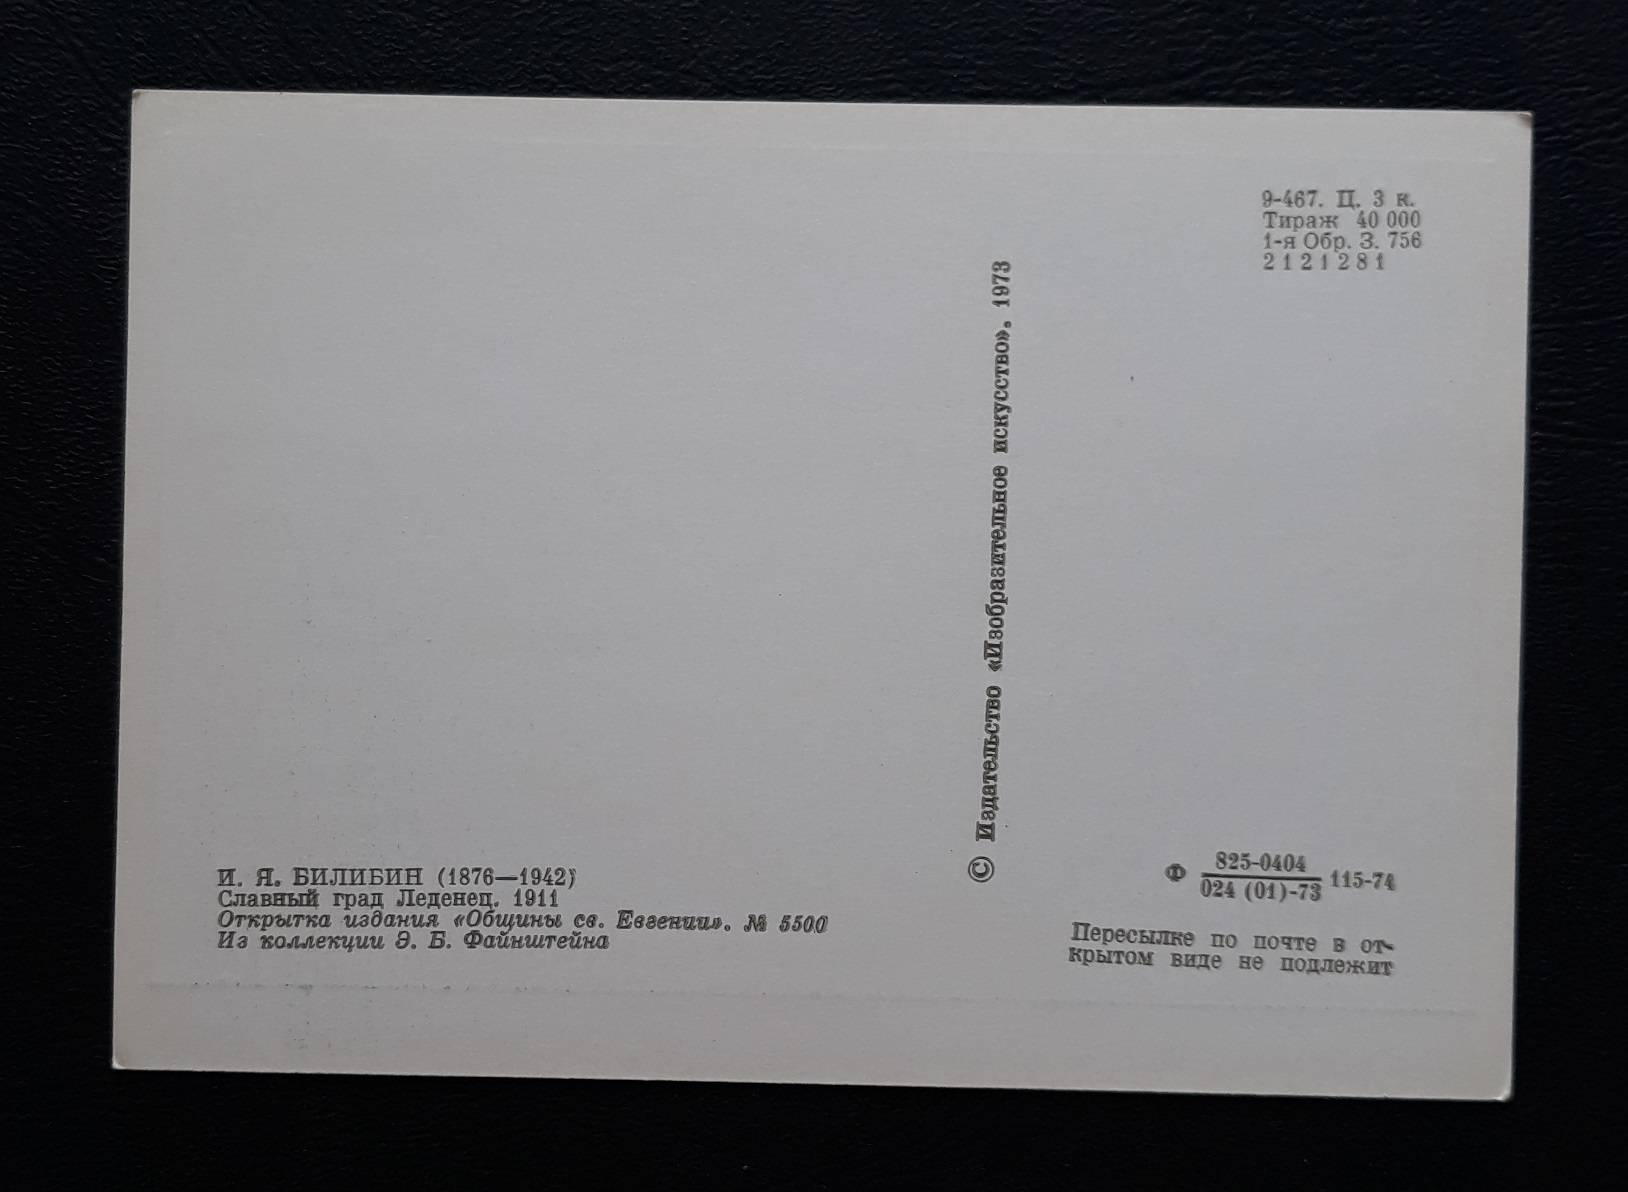 9-467. Ц. 3 к.
Тираж 40 000
1-я Обр. З. 756
2121281
© Издательство «Изобразительное искусство». 1973
И. Я. БИЛИБИН (1876—1942)
Славный град Леденец. 1911
Открытка издания «Общины св. Евгении». № 5500
Из коллекции Э. Б. Файнштейна
Ф 825-0404 115-74
024 (01)-73
Пересылке по почте в от-
крытом виде не подлежит